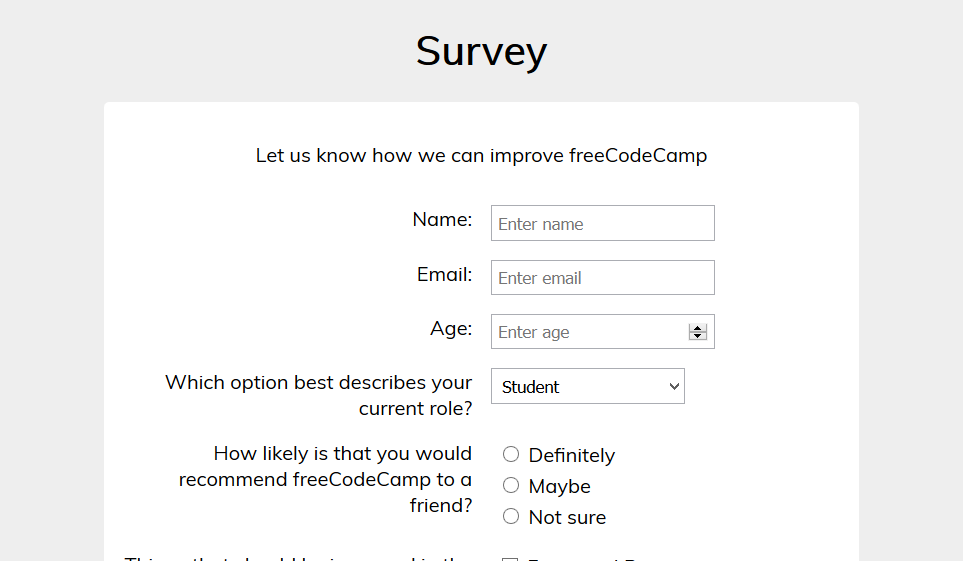 Survey
Let us know how we can improve freeCodeCamp
Name:
Enter name
Email:
Enter email
Age:
Enter age
Which option best describes your
current role?
Student
How likely is that you would
recommend freeCodeCamp to a
friend?
Definitely
Maybe
Not sure